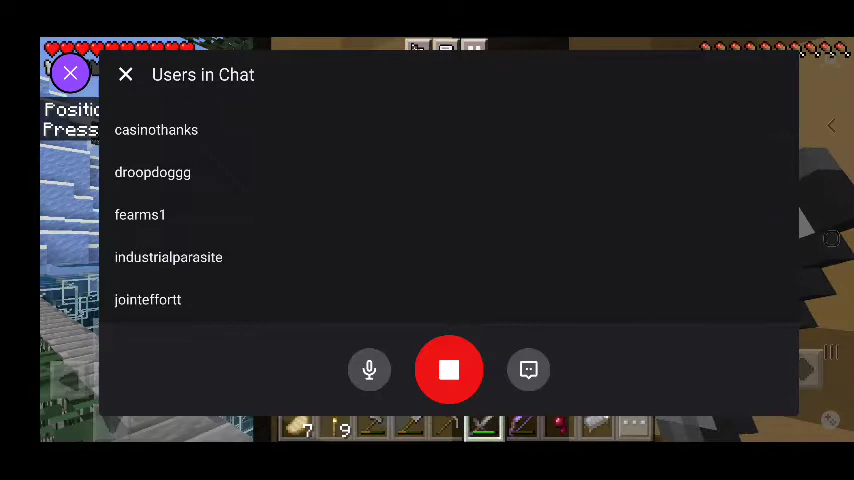 Users in Chat
Positio
Press
casinothanks
droopdoggg
fearms1
industrialparasite
jointeffortt
7
9